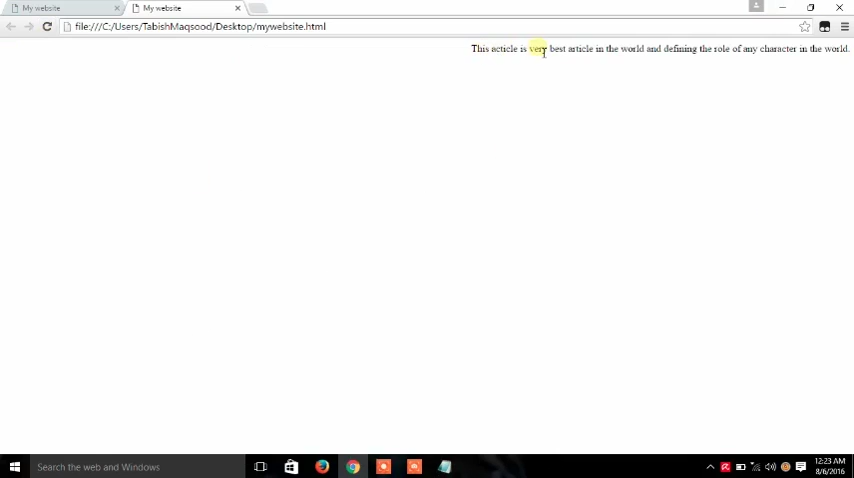 My website
My website
file:///C:/Users/TabishMaqsood/Desktop/mywebsite.html
This acticle is very best article in the world and defining the role of any character in the world.
Search the web and Windows
12:23 AM
8/6/2016